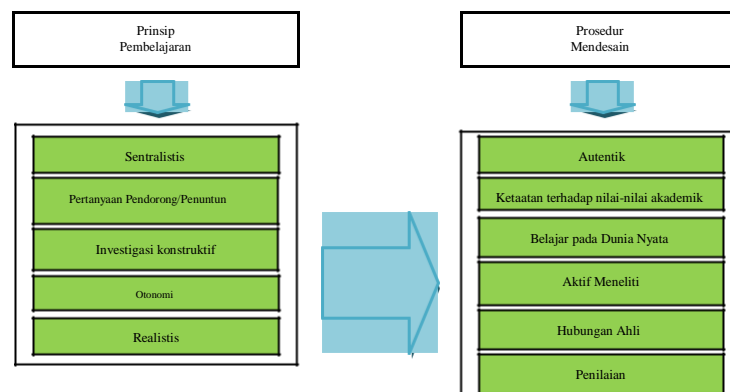 Prinsip
Pembelajaran
Sentralistis
Pertanyaan Pendorong/Penuntun
Investigasi konstruktif
Otonomi
Realistis
Prosedur
Mendesain
Autentik
Ketaatan terhadap nilai-nilai akademik
Belajar pada Dunia Nyata
Aktif Meneliti
Hubungan Ahli
Penilaian